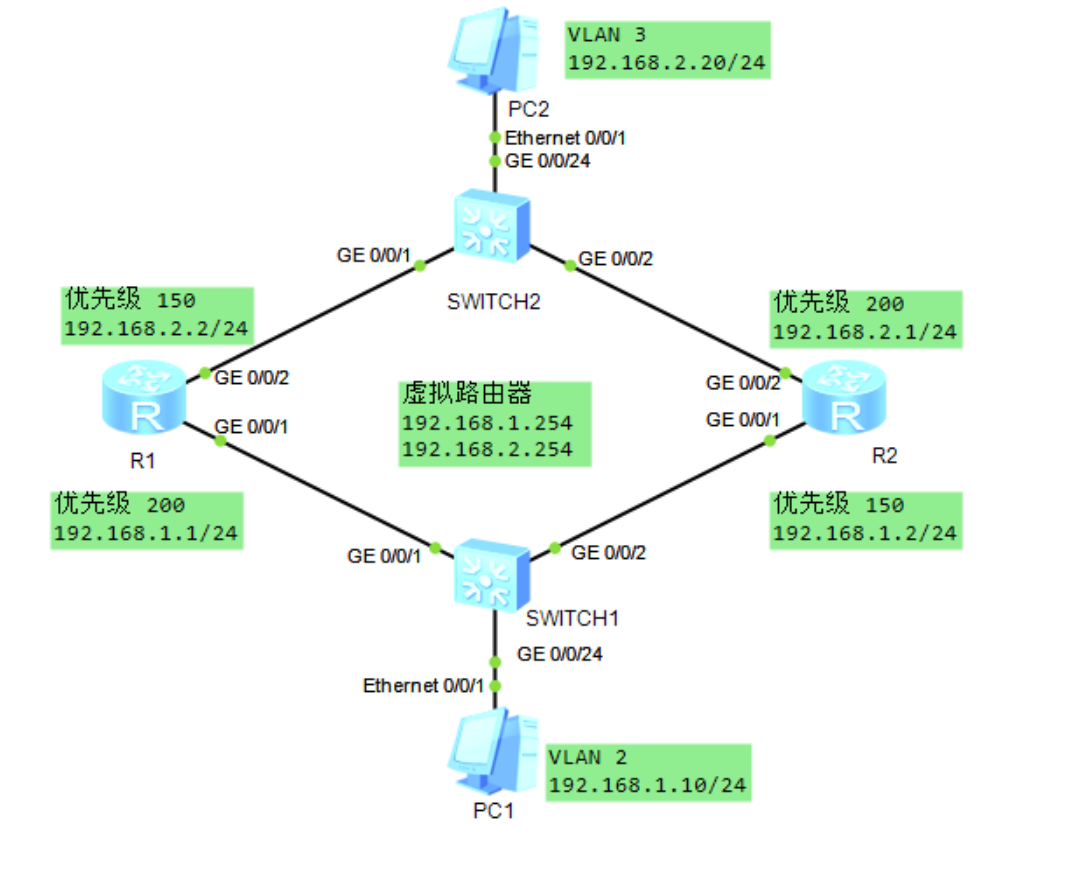 VLAN 3
192.168.2.20/24
PC2
Ethernet 0/0/1
GE 0/0/24
GE 0/0/1
GE 0/0/2
SWITCH2
优先级 150
192.168.2.2/24
优先级 200
192.168.2.1/24
GE 0/0/2
GE 0/0/2
虚拟路由器
192.168.1.254
192.168.2.254
GE 0/0/1
GE 0/0/1
R
R
R1
R2
优先级 200
192.168.1.1/24
优先级 150
192.168.1.2/24
GE 0/0/1
GE 0/0/2
SWITCH1
GE 0/0/24
Ethernet 0/0/1
VLAN 2
192.168.1.10/24
PC1